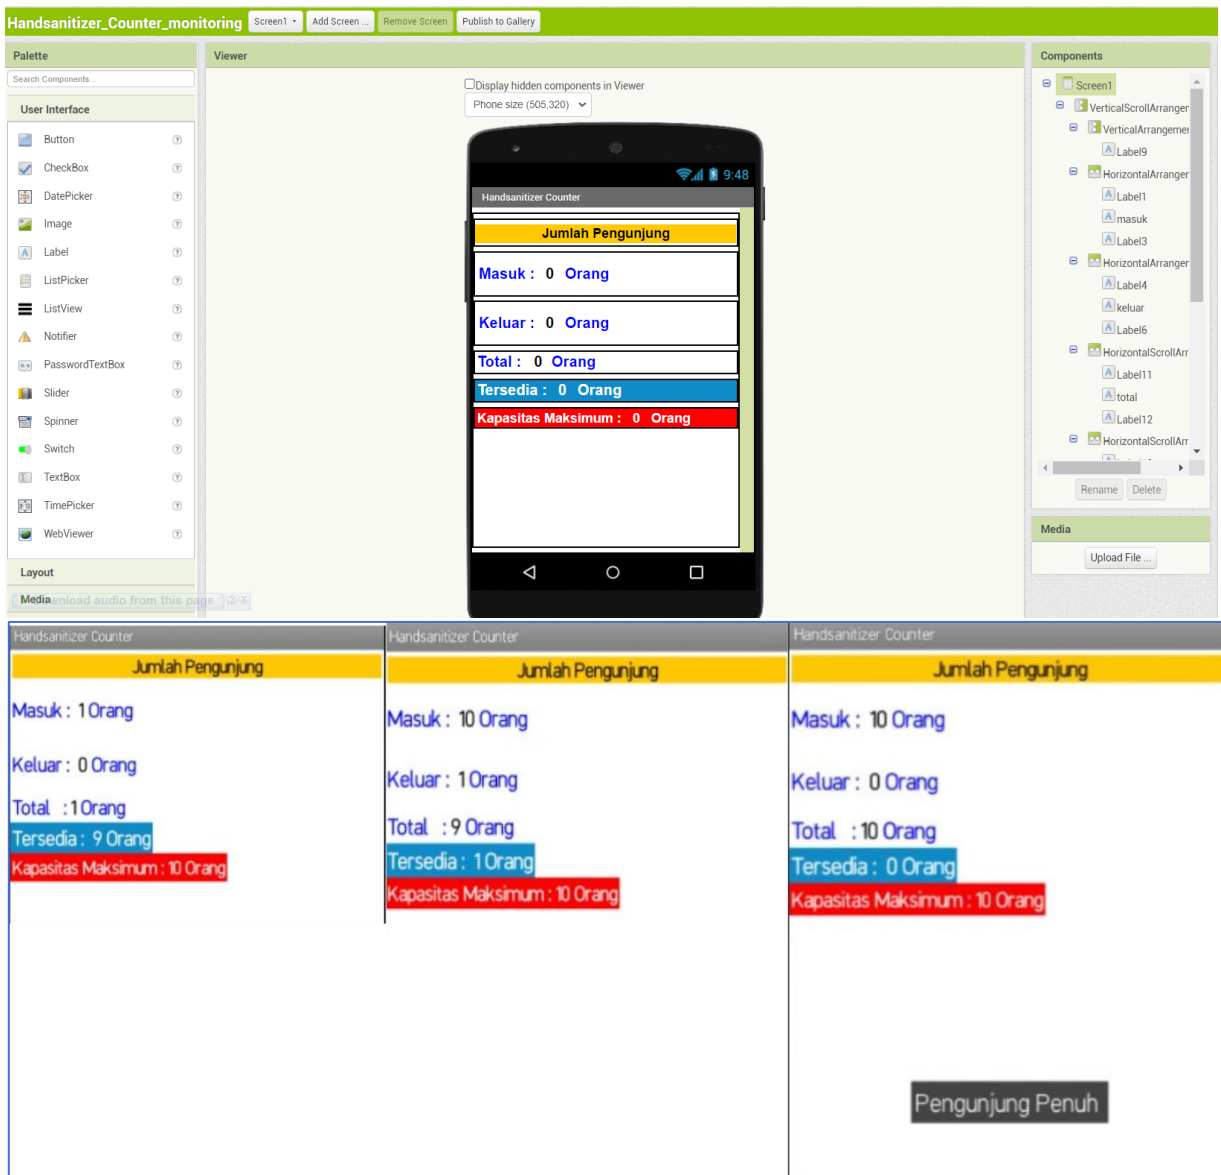 Handsanitizer_Counter_monitoring Screen1 Add Screen ... Remove Screen Publish to Gallery
Palette
Search Components...
User Interface
Button
CheckBox
DatePicker
Image
Label
ListPicker
ListView
Notifier
PasswordTextBox
Slider
Spinner
Switch
TextBox
TimePicker
WebViewer
Layout
Media
Download audio from this page
Viewer
Display hidden components in Viewer
Phone size (505,320)
9:48
Handsanitizer Counter
Jumlah Pengunjung
Masuk : 0 Orang
Keluar : 0 Orang
Total : 0 Orang
Tersedia : 0 Orang
Kapasitas Maksimum : 0 Orang
Components
Screen1
VerticalScrollArranger
VerticalArrangemer
Label9
HorizontalArranger
Label1
masuk
Label3
HorizontalArranger
Label4
keluar
Label6
HorizontalScrollArr
Label11
total
Label12
HorizontalScrollArr
Rename Delete
Media
Upload File ...
Handsanitizer Counter
Jumlah Pengunjung
Masuk : 1 Orang
Keluar : 0 Orang
Total : 1 Orang
Tersedia : 9 Orang
Kapasitas Maksimum : 10 Orang
Handsanitizer Counter
Jumlah Pengunjung
Masuk : 10 Orang
Keluar : 1 Orang
Total : 9 Orang
Tersedia : 1 Orang
Kapasitas Maksimum : 10 Orang
Handsanitizer Counter
Jumlah Pengunjung
Masuk : 10 Orang
Keluar : 0 Orang
Total : 10 Orang
Tersedia : 0 Orang
Kapasitas Maksimum : 10 Orang
Pengunjung Penuh